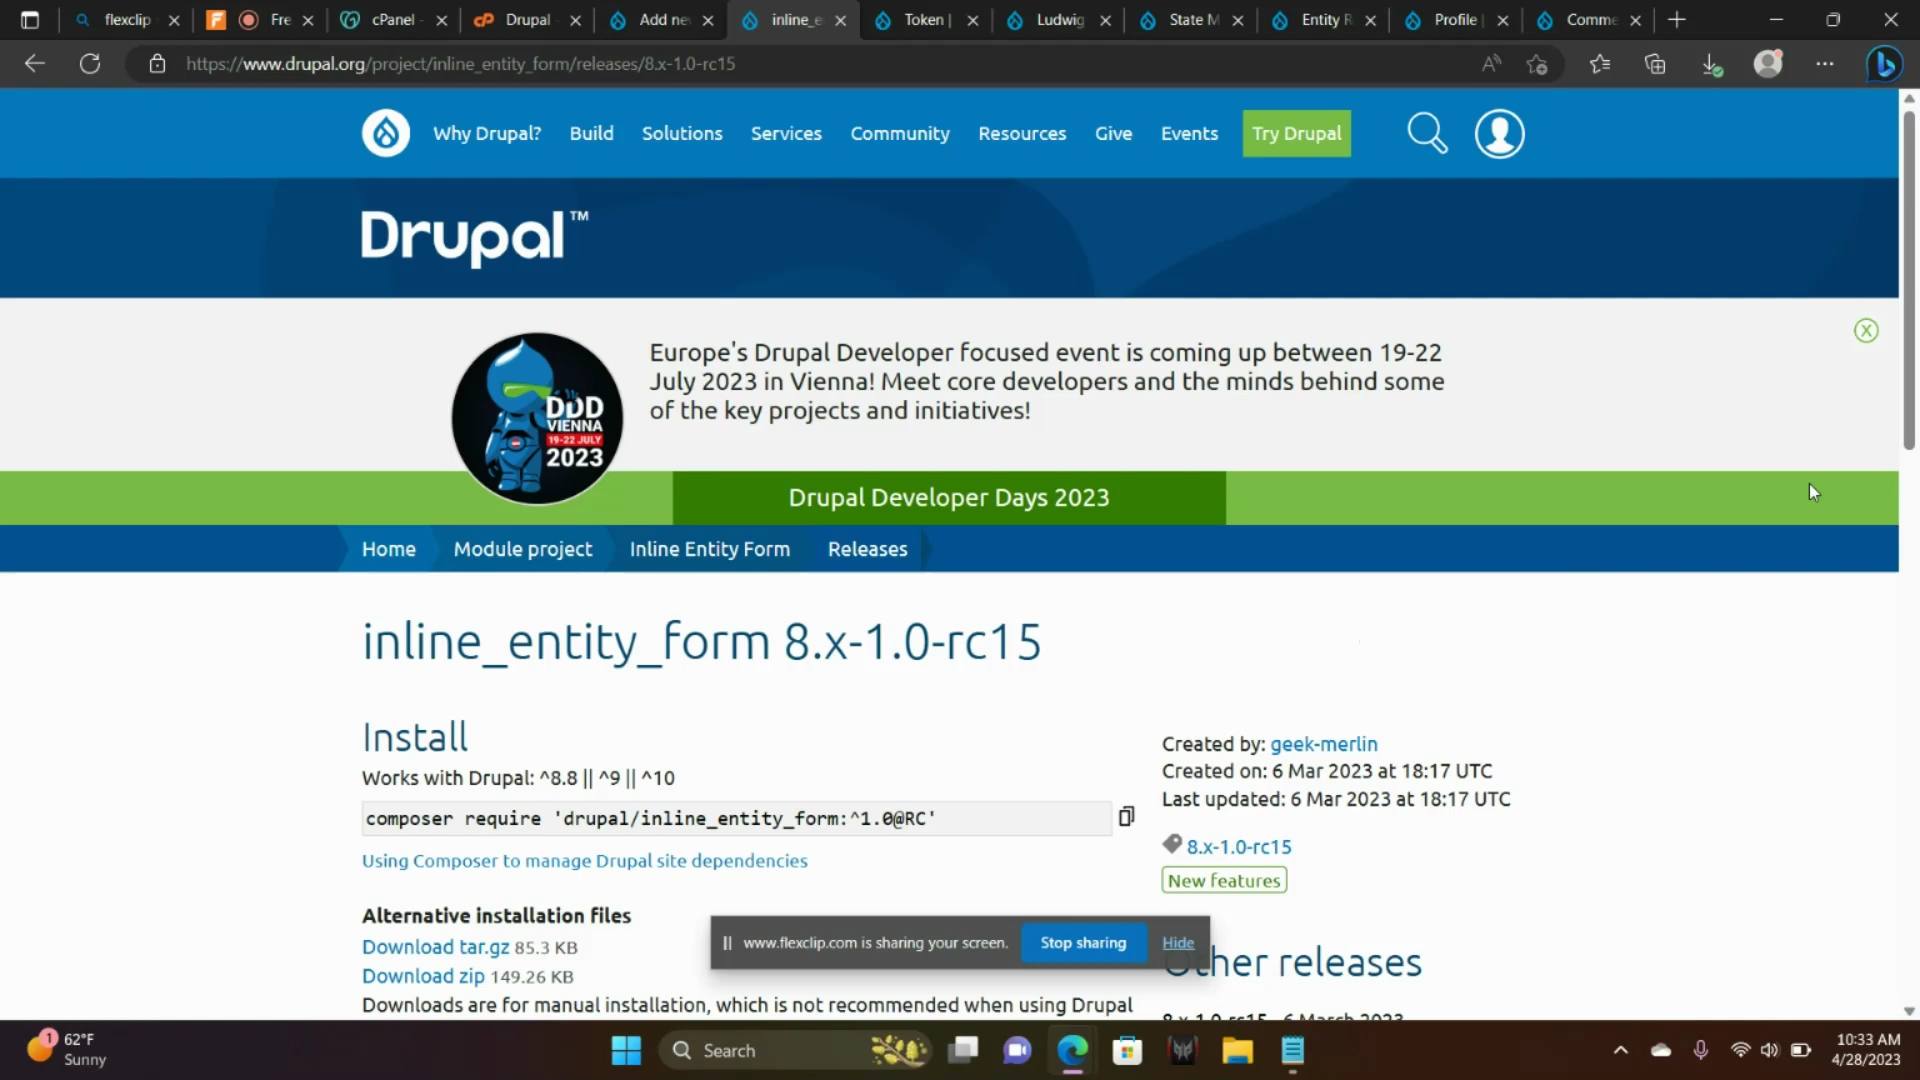 flexclip
Fre
cPanel -
Drupal
Add ne
inline_e
Token |
Ludwig
State M
Entity R
Profile |
Comme
https://www.drupal.org/project/inline_entity_form/releases/8.x-1.0-rc15
Why Drupal?
Build
Solutions
Services
Community
Resources
Give
Events
Try Drupal
Drupal™
DDD
VIENNA
19-22 JULY
2023
Europe's Drupal Developer focused event is coming up between 19-22
July 2023 in Vienna! Meet core developers and the minds behind some
of the key projects and initiatives!
Drupal Developer Days 2023
Home
Module project
Inline Entity Form
Releases
inline_entity_form 8.x-1.0-rc15
Install
Works with Drupal: ^8.8 || ^9 || ^10
composer require 'drupal/inline_entity_form:^1.0@RC'
Using Composer to manage Drupal site dependencies
Alternative installation files
Download tar.gz 85.3 KB
Download zip 149.26 KB
Downloads are for manual installation, which is not recommended when using Drupal
Created by: geek-merlin
Created on: 6 Mar 2023 at 18:17 UTC
Last updated: 6 Mar 2023 at 18:17 UTC
8.x-1.0-rc15
New features
Other releases
8.x-1.0-rc15 - 6 March 2023
www.flexclip.com is sharing your screen.
Stop sharing
Hide
1
62°F
Sunny
Search
10:33 AM
4/28/2023